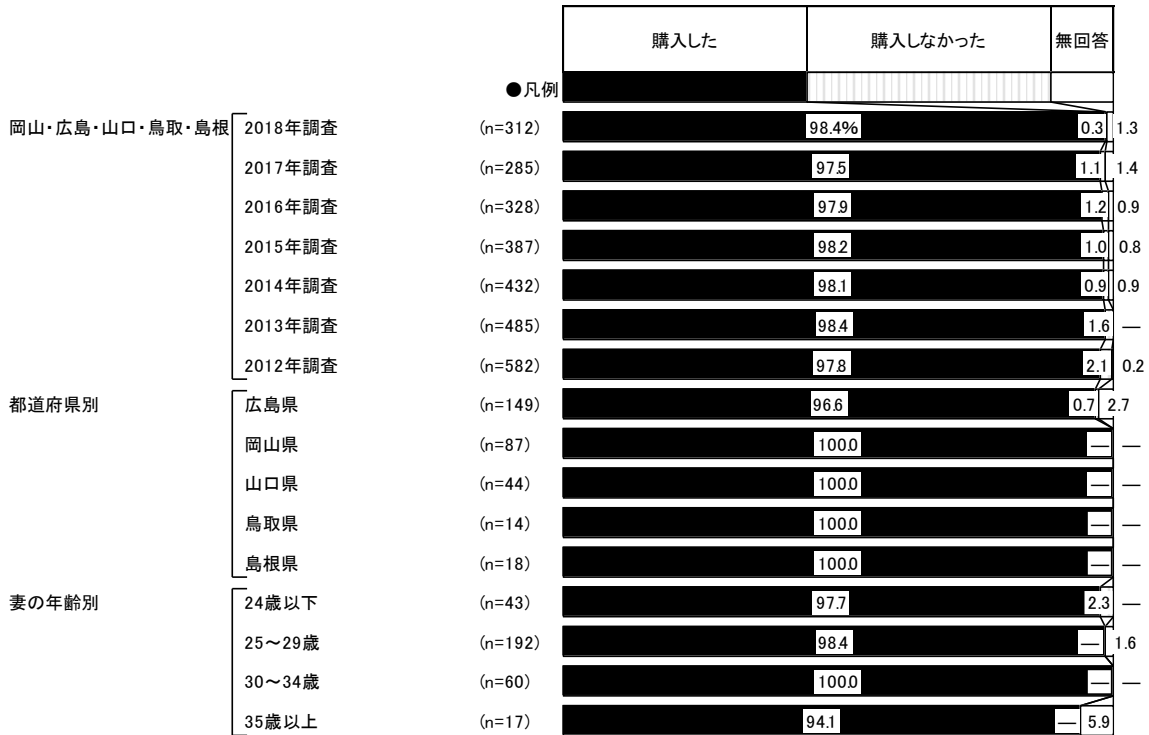 購入した 購入しなかった 無回答
●凡例
岡山・広島・山口・鳥取・島根 2018年調査 (n=312) 98.4% 0.3 1.3
2017年調査 (n=285) 97.5 1.1 1.4
2016年調査 (n=328) 97.9 1.2 0.9
2015年調査 (n=387) 98.2 1.0 0.8
2014年調査 (n=432) 98.1 0.9 0.9
2013年調査 (n=485) 98.4 1.6 ―
2012年調査 (n=582) 97.8 2.1 0.2
都道府県別 広島県 (n=149) 96.6 0.7 2.7
岡山県 (n=87) 100.0 ― ―
山口県 (n=44) 100.0 ― ―
鳥取県 (n=14) 100.0 ― ―
島根県 (n=18) 100.0 ― ―
妻の年齢別 24歳以下 (n=43) 97.7 2.3 ―
25～29歳 (n=192) 98.4 ― 1.6
30～34歳 (n=60) 100.0 ― ―
35歳以上 (n=17) 94.1 ― 5.9